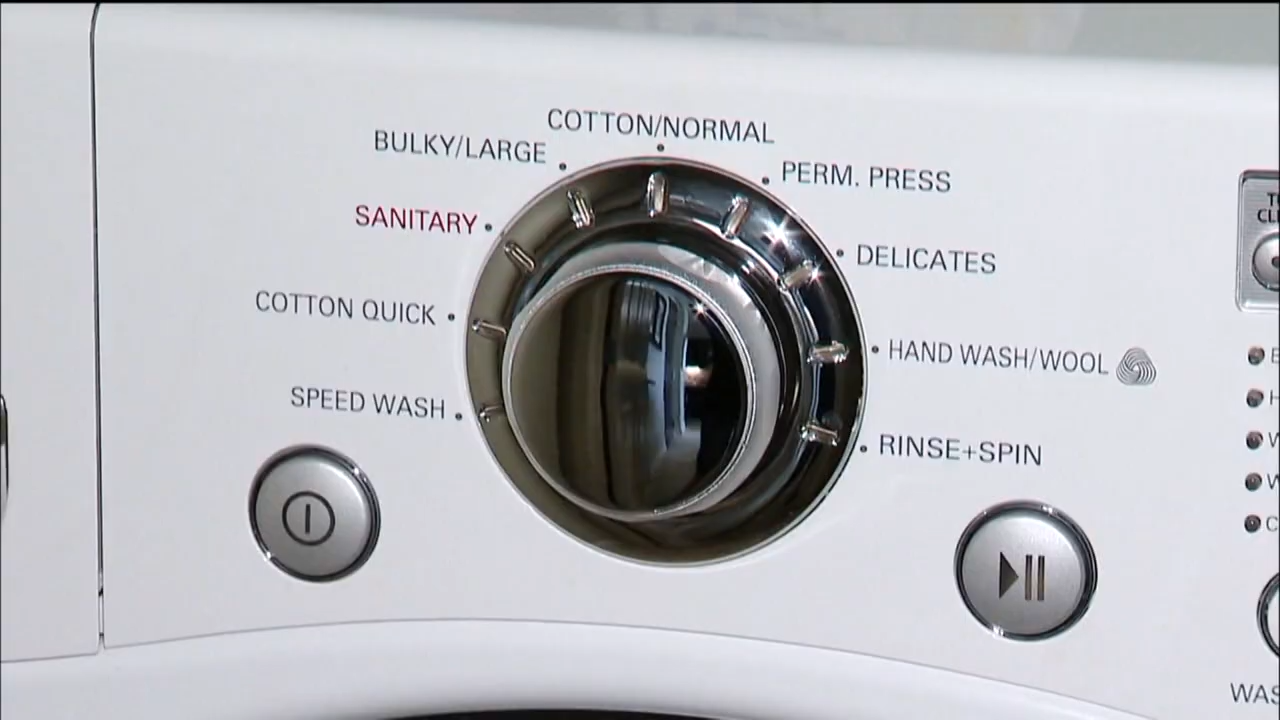 COTTON/NORMAL
BULKY/LARGE
PERM. PRESS
SANITARY
DELICATES
COTTON QUICK
HAND WASH/WOOL
SPEED WASH
RINSE+SPIN